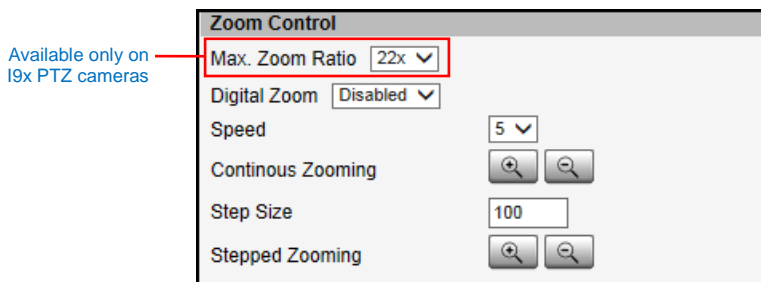 Zoom Control
Available only on
I9x PTZ cameras
Max. Zoom Ratio 22x
Digital Zoom Disabled
Speed 5
Continous Zooming
Step Size 100
Stepped Zooming